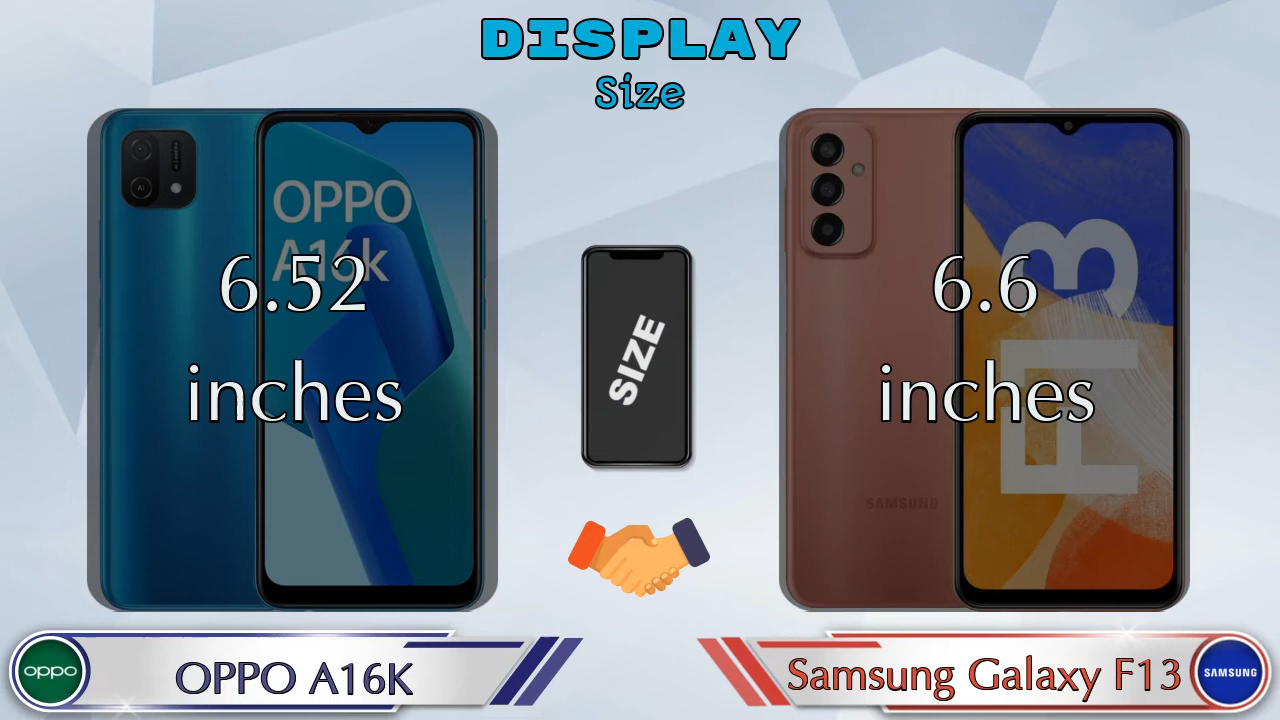 DISPLAY
Size
OPPO
A16k
6.52
inches
SIZE
F13
6.6
inches
SAMSUNG
oppo
OPPO A16K
Samsung Galaxy F13
SAMSUNG